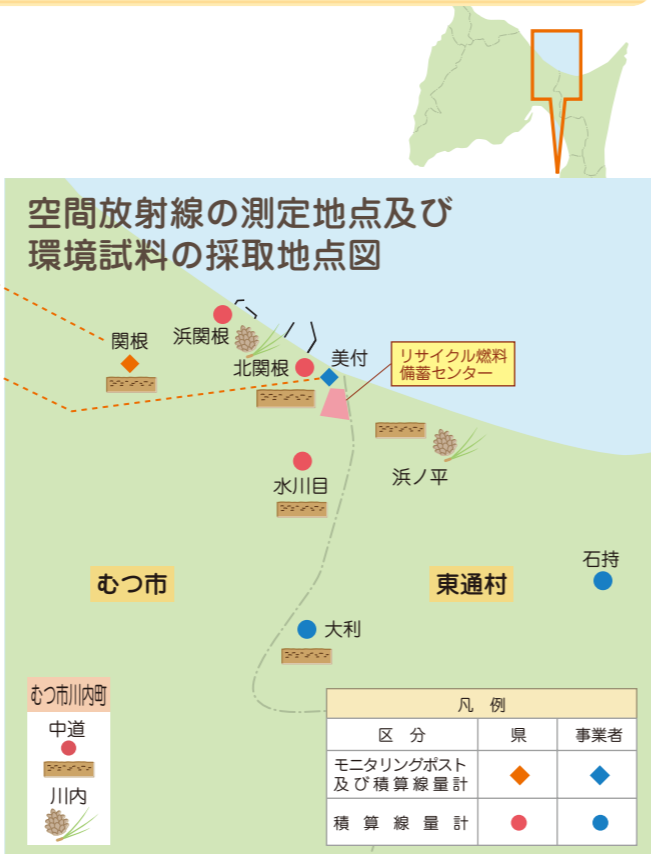 空間放射線の測定地点及び
環境試料の採取地点図
関根
浜関根
北関根
美付
リサイクル燃料
備蓄センター
水川目
浜ノ平
むつ市
東通村
石持
大利
むつ市川内町
中道
川内
凡 例
区 分 県 事業者
モニタリングポスト
及び積算線量計
積 算 線 量 計